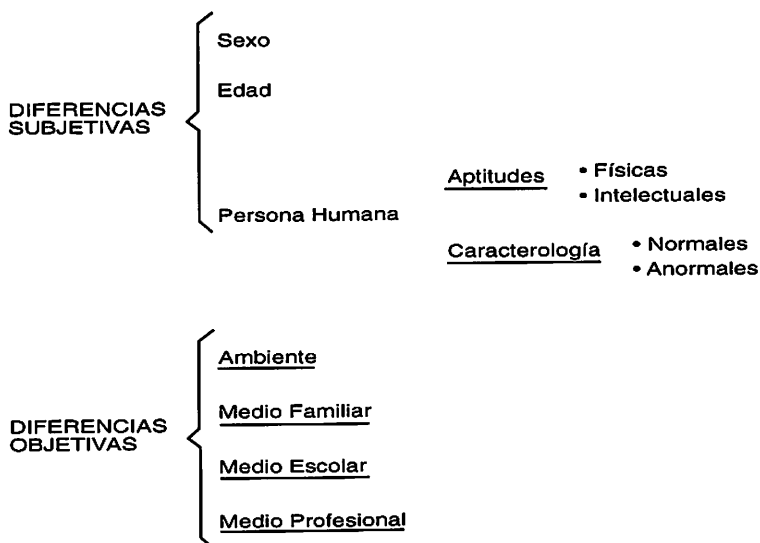 DIFERENCIAS
SUBJETIVAS
Sexo
Edad
Persona Humana
Aptitudes
• Físicas
• Intelectuales
Caracterología
• Normales
• Anormales
DIFERENCIAS
OBJETIVAS
Ambiente
Medio Familiar
Medio Escolar
Medio Profesional